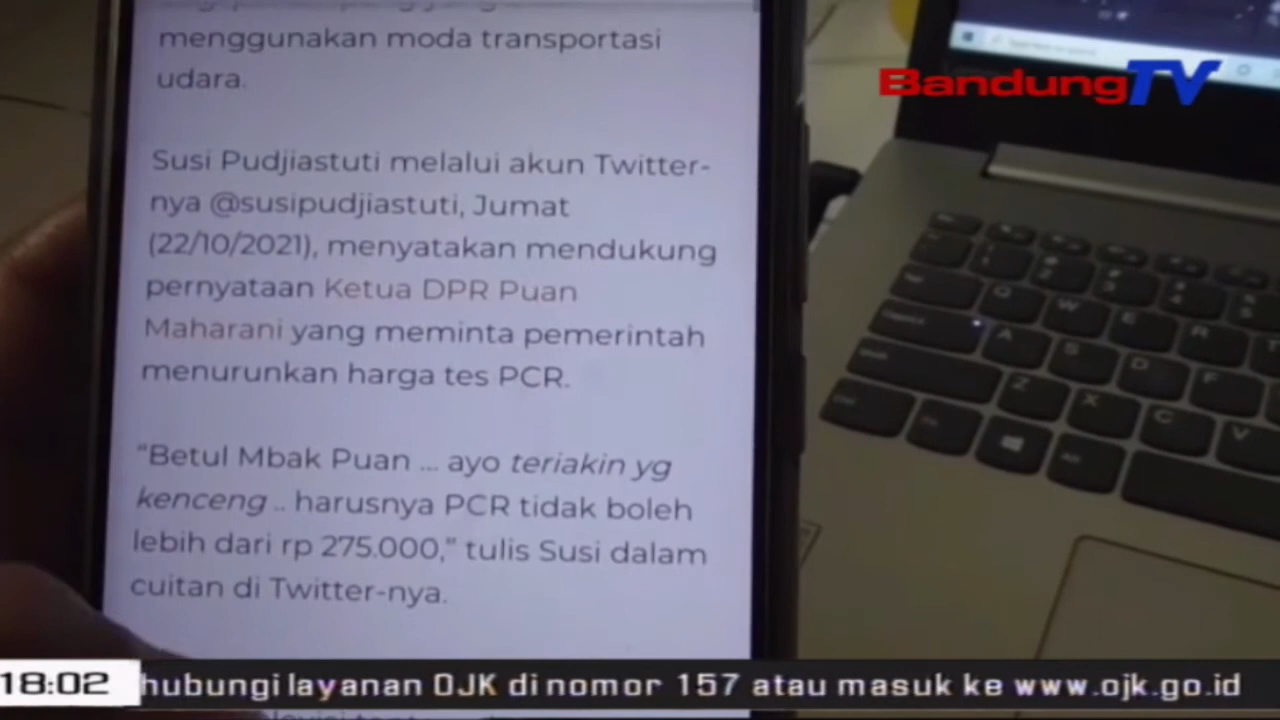 menggunakan moda transportasi
udara.
BandungTV
Susi Pudjiastuti melalui akun Twitter-
nya @susipudjiastuti, Jumat
(22/10/2021), menyatakan mendukung
pernyataan Ketua DPR Puan
Maharani yang meminta pemerintah
menurunkan harga tes PCR.
“Betul Mbak Puan ... ayo teriakin yg
kenceng .. harusnya PCR tidak boleh
lebih dari rp 275.000,” tulis Susi dalam
cuitan di Twitter-nya.
18:02 hubungi layanan OJK di nomor 157 atau masuk ke www.ojk.go.id